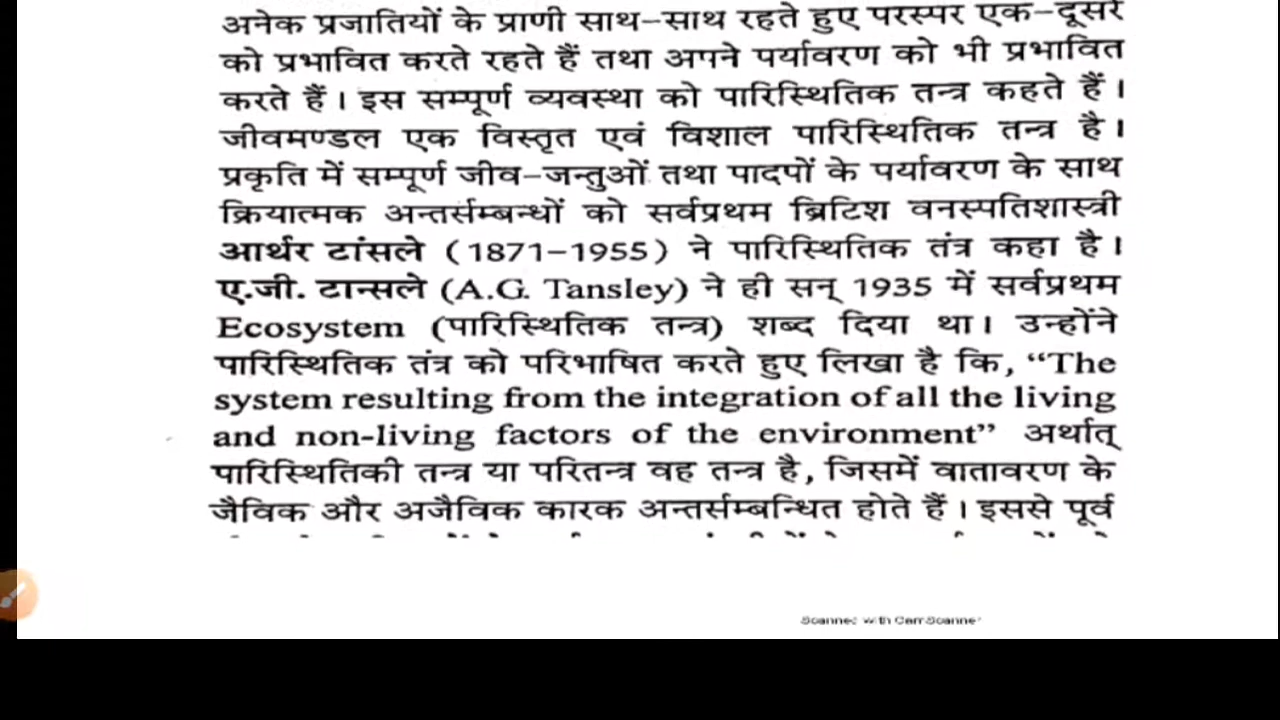 अनेक प्रजातियों के प्राणी साथ-साथ रहते हुए परस्पर एक-दूसरे
को प्रभावित करते रहते हैं तथा अपने पर्यावरण को भी प्रभावित
करते हैं। इस सम्पूर्ण व्यवस्था को पारिस्थितिक तन्त्र कहते हैं।
जीवमण्डल एक विस्तृत एवं विशाल पारिस्थितिक तन्त्र है।
प्रकृति में सम्पूर्ण जीव-जन्तुओं तथा पादपों के पर्यावरण के साथ
क्रियात्मक अन्तर्सम्बन्धों को सर्वप्रथम ब्रिटिश वनस्पतिशास्त्री
आर्थर टांसले (1871-1955) ने पारिस्थितिक तंत्र कहा है।
ए.जी. टान्सले (A.G. Tansley) ने ही सन् 1935 में सर्वप्रथम
Ecosystem (पारिस्थितिक तन्त्र) शब्द दिया था। उन्होंने
पारिस्थितिक तंत्र को परिभाषित करते हुए लिखा है कि, “The
system resulting from the integration of all the living
and non-living factors of the environment” अर्थात्
पारिस्थितिकी तन्त्र या परितन्त्र वह तन्त्र है, जिसमें वातावरण के
जैविक और अजैविक कारक अन्तर्सम्बन्धित होते हैं। इससे पूर्व
Scanned with CamScanner